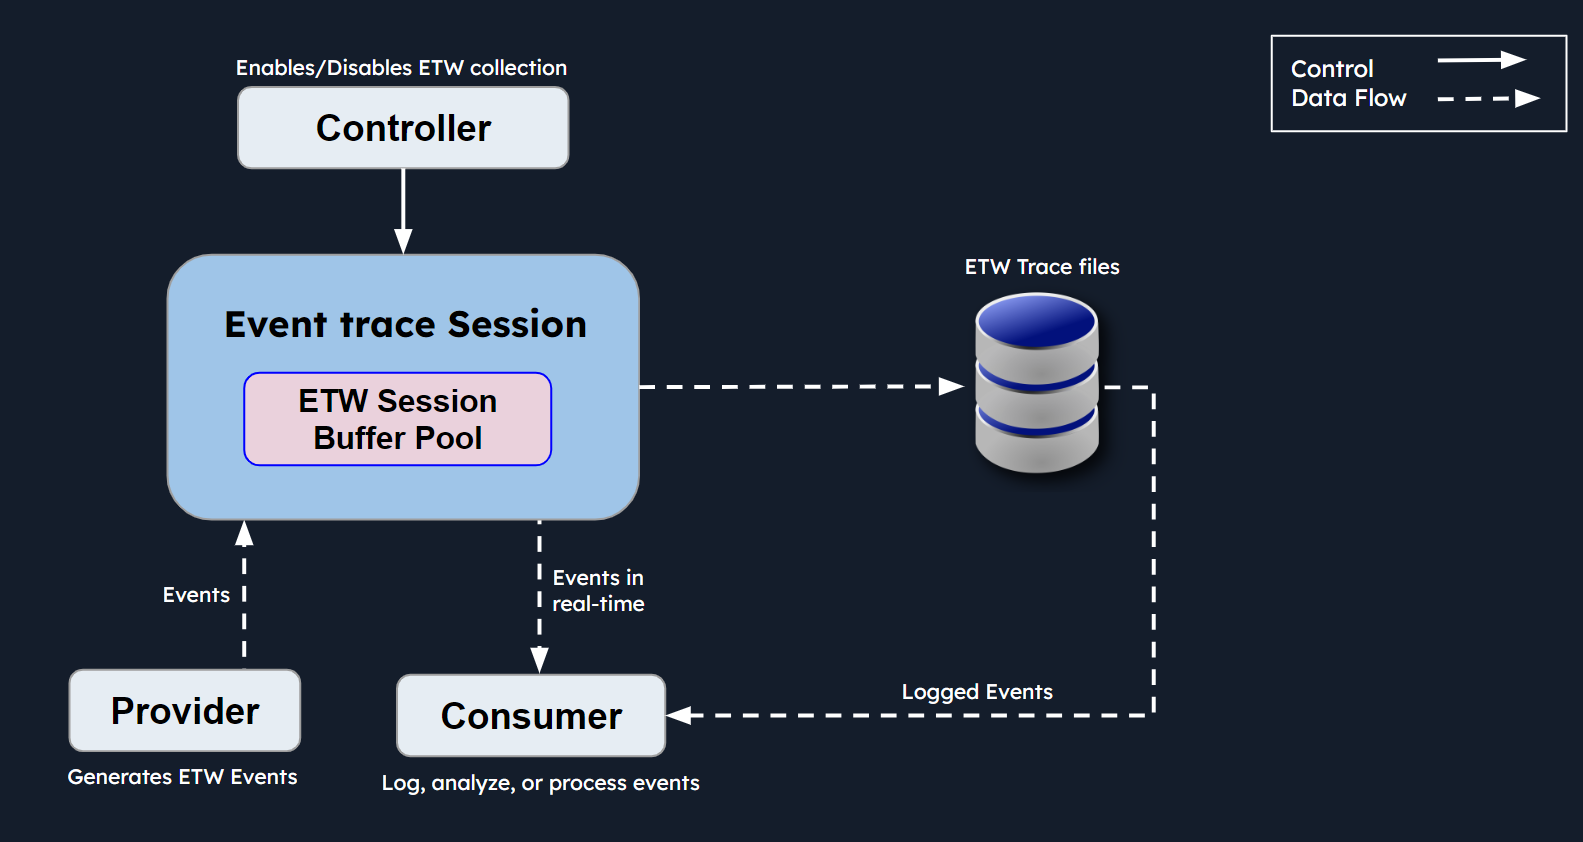 Enables/Disables ETW collection
Controller
Control
Data Flow
Event trace Session
ETW Session
Buffer Pool
ETW Trace files
Events
Events in
real-time
Provider
Generates ETW Events
Consumer
Log, analyze, or process events
Logged Events